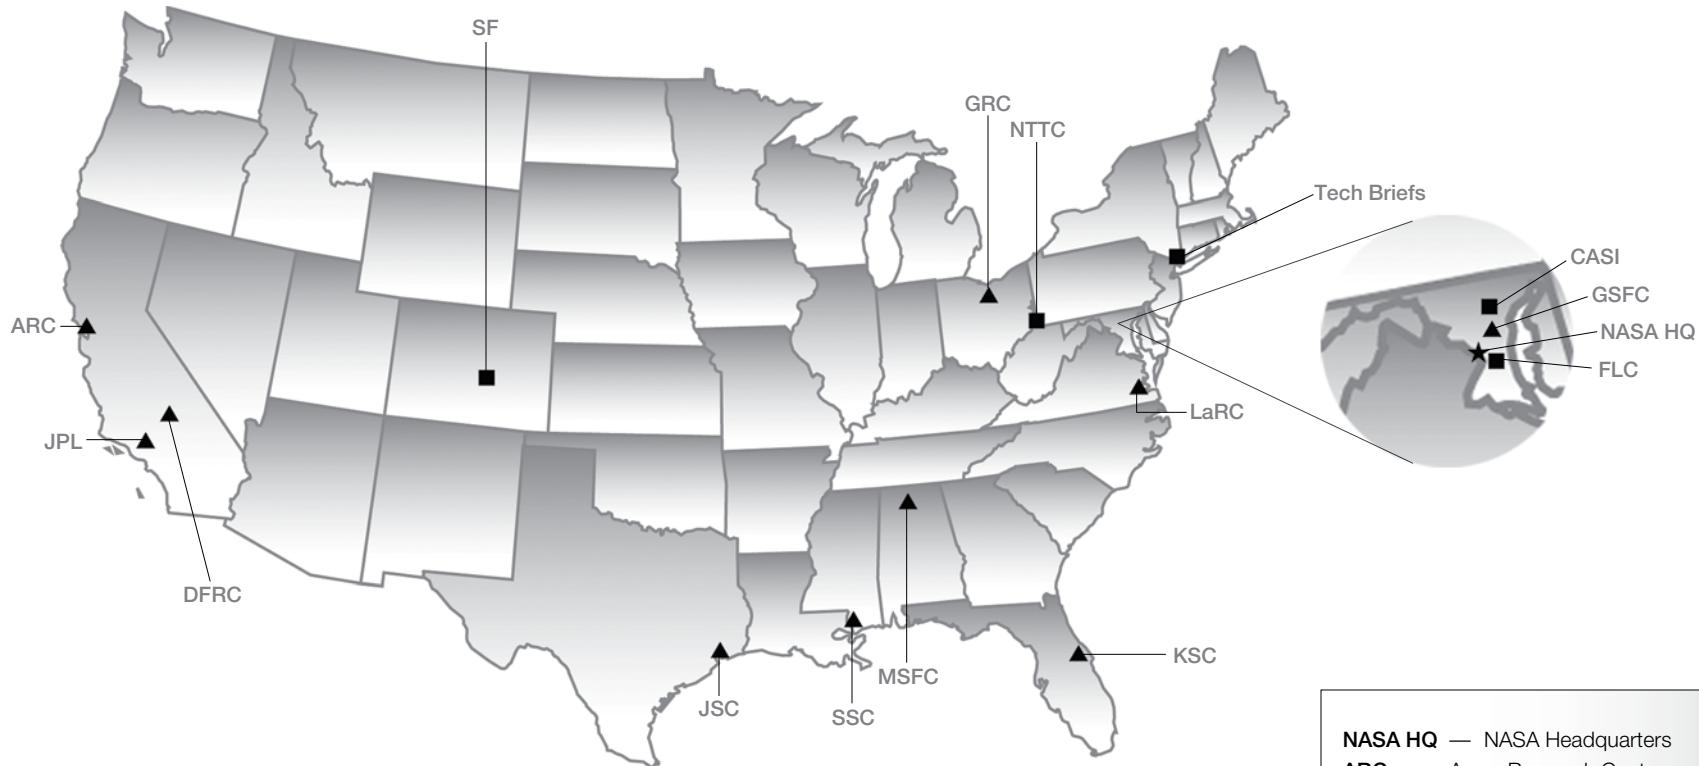 SF
GRC
NTTC
Tech Briefs
CASI
GSFC
NASA HQ
FLC
ARC
LaRC
JPL
DFRC
KSC
MSFC
JSC
SSC
NASA HQ — NASA Headquarters